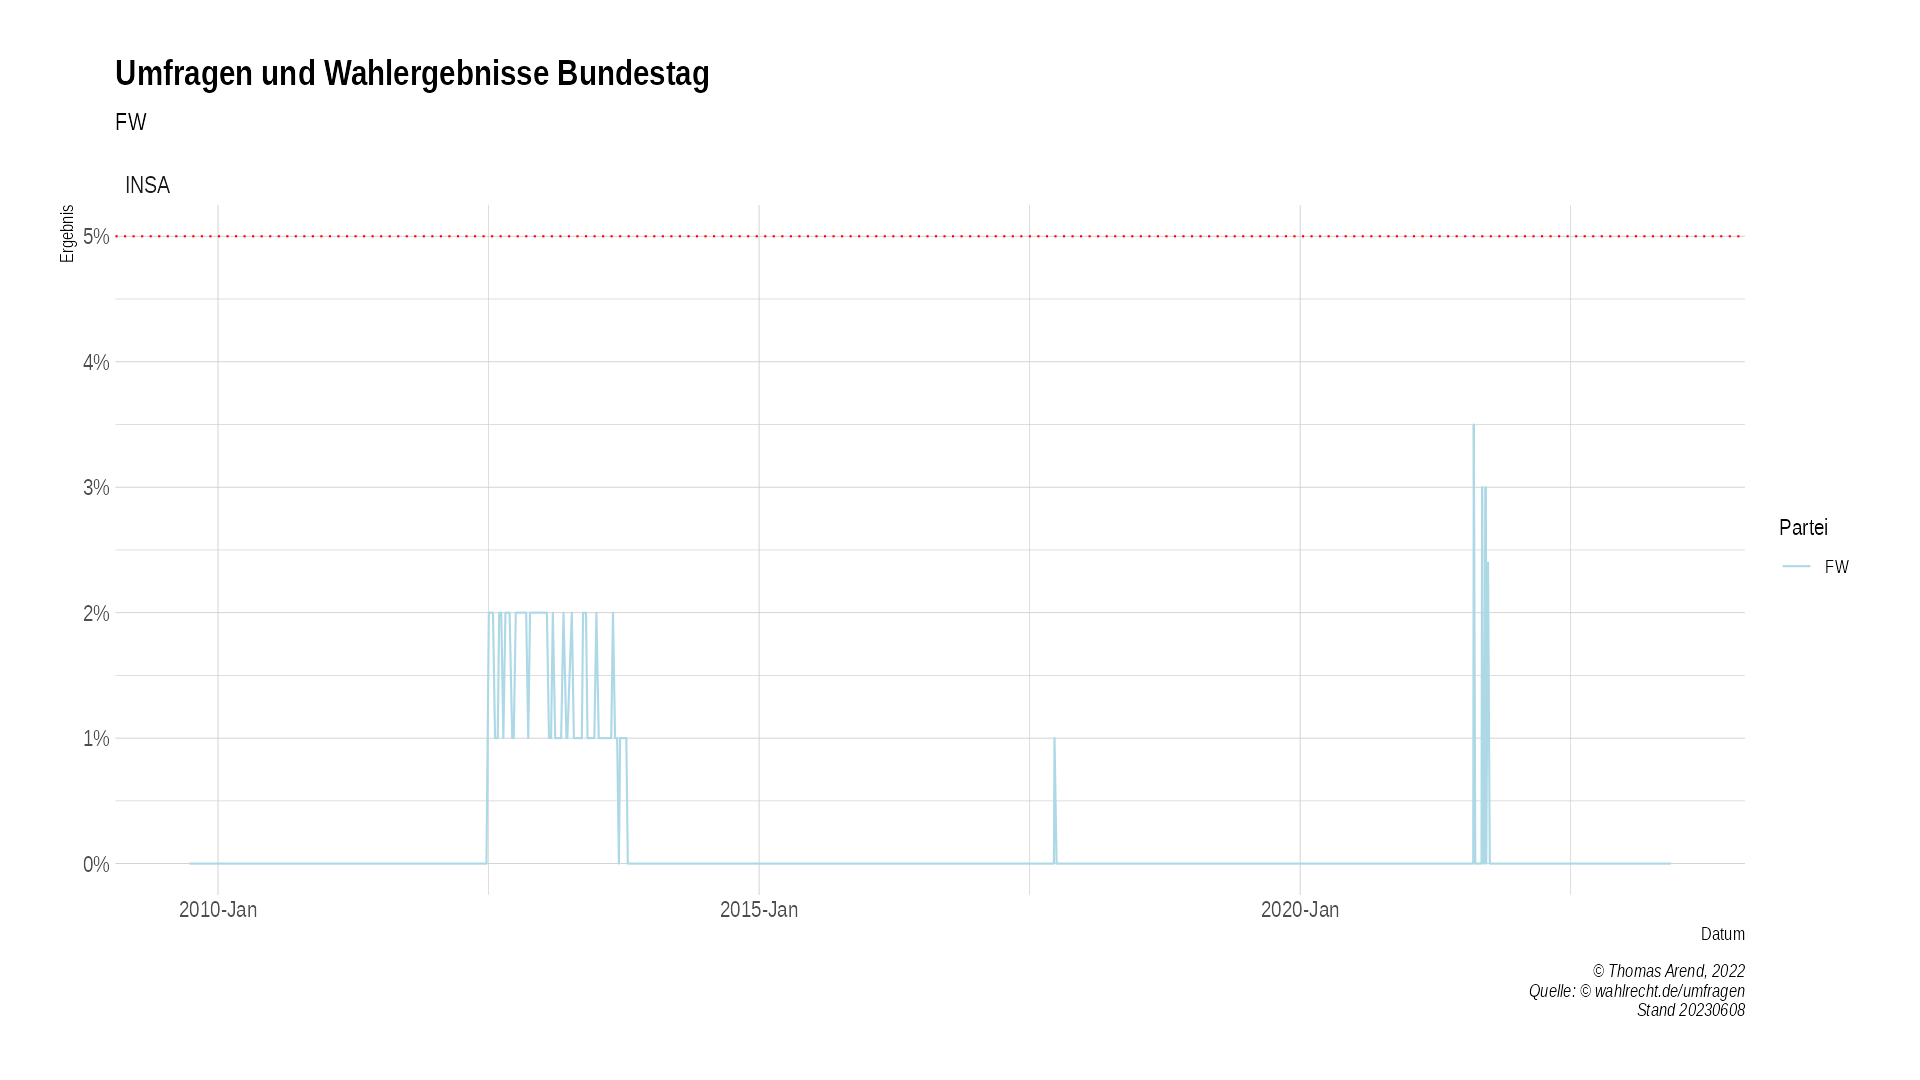 Umfragen und Wahlergebnisse Bundestag
FW
INSA
Ergebnis
5%
4%
3%
2%
1%
0%
2010-Jan
2015-Jan
2020-Jan
Datum
Partei
FW
© Thomas Arend, 2022
Quelle: © wahlrecht.de/umfragen
Stand 20230608